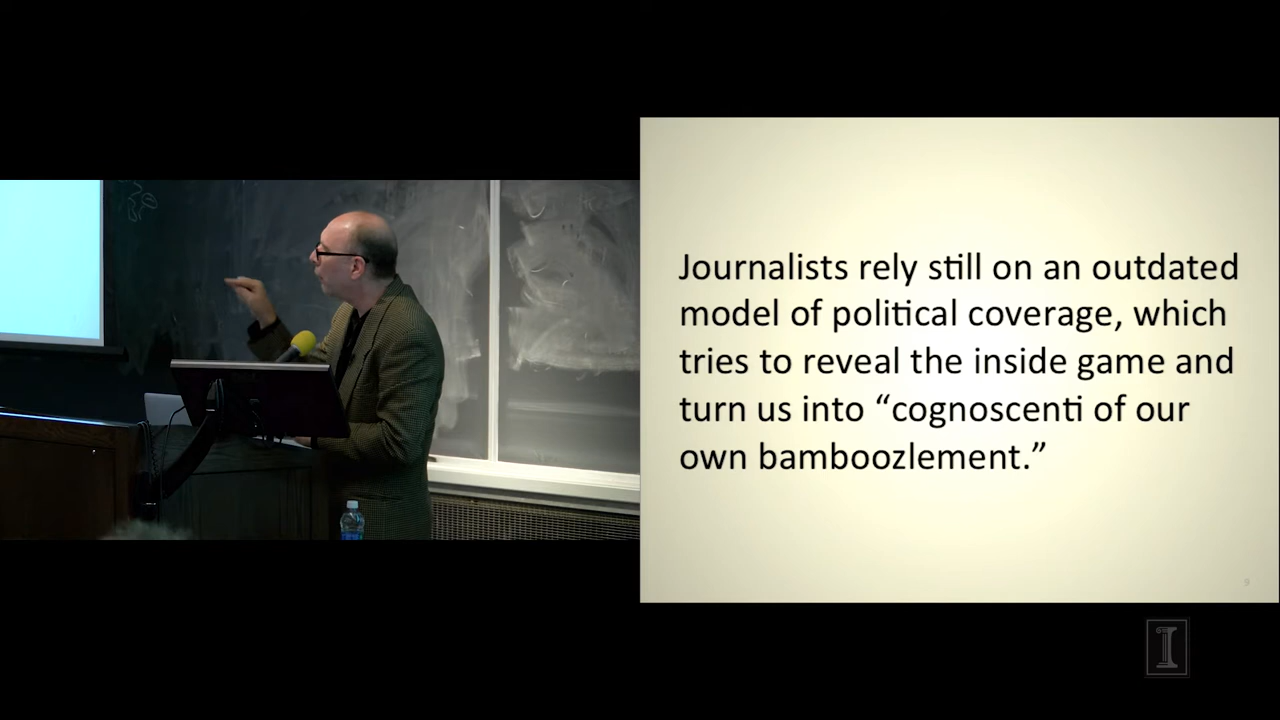 Journalists rely still on an outdated
model of political coverage, which
tries to reveal the inside game and
turn us into “cognoscenti of our
own bamboozlement.”
9
I